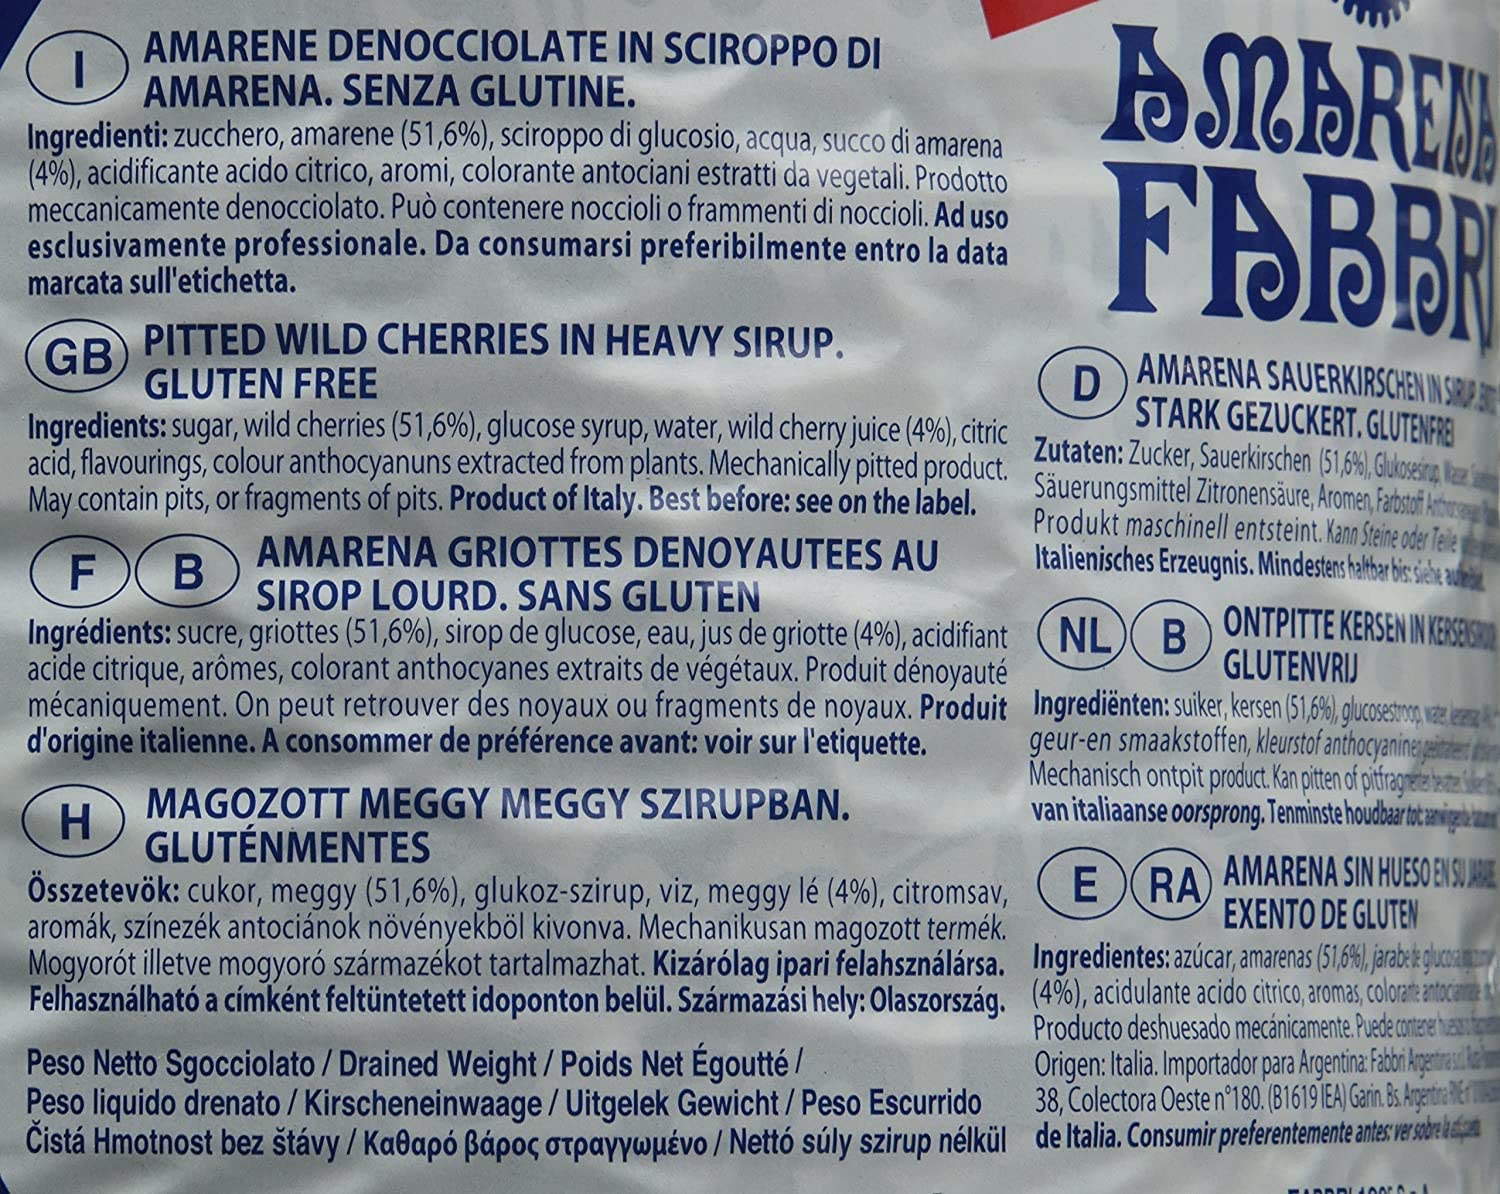 I
AMARENE DENOCCIOLATE IN SCIROPPO DI
AMARENA. SENZA GLUTINE.
Ingredienti: zucchero, amarene (51,6%), sciroppo di glucosio, acqua, succo di amarena
(4%), acidificante acido citrico, aromi, colorante antociani estratti da vegetali. Prodotto
meccanicamente denocciolato. Può contenere noccioli o frammenti di noccioli. Ad uso
esclusivamente professionale. Da consumarsi preferibilmente entro la data
marcata sull'etichetta.
GB
PITTED WILD CHERRIES IN HEAVY SIRUP.
GLUTEN FREE
Ingredients: sugar, wild cherries (51,6%), glucose syrup, water, wild cherry juice (4%), citric
acid, flavourings, colour anthocyanuns extracted from plants. Mechanically pitted product.
May contain pits, or fragments of pits. Product of Italy. Best before: see on the label.
F B
AMARENA GRIOTTES DENOYAUTEES AU
SIROP LOURD. SANS GLUTEN
Ingrédients: sucre, griottes (51,6%), sirop de glucose, eau, jus de griotte (4%), acidifiant
acide citrique, arômes, colorant anthocyanes extraits de végétaux. Produit dénoyauté
mécaniquement. On peut retrouver des noyaux ou fragments de noyaux. Produit
d'origine italienne. A consommer de préférence avant: voir sur l'etiquette.
H
MAGOZOTT MEGGY MEGGY SZIRUPBAN.
GLUTÉNMENTES
Összetevök: cukor, meggy (51,6%), glukoz-szirup, viz, meggy lé (4%), citromsav,
aromák, színezék antociánok növényekböl kivonva. Mechanikusan magozott termék.
Mogyorót illetve mogyoró származékot tartalmazhat. Kizárólag ipari felahsználársa.
Felhasználható a címként feltüntetett idoponton belül. Származási hely: Olaszország.
Peso Netto Sgocciolato / Drained Weight / Poids Net Égoutté /
Peso liquido drenato / Kirscheneinwaage / Uitgelek Gewicht / Peso Escurrido
Čistá Hmotnost bez štávy / Καθαρό βάρος στραγγωμένο / Nettó súly szirup nélkül
AMARENA
FABBRI
D
AMARENA SAUERKIRSCHEN IN
STARK GEZUCKERT. GLUTENFREI
Zutaten: Zucker, Sauerkirschen (51,6%), Glukosesirup,
Säuerungsmittel Zitronensäure, Aromen, Farbstoff
Produkt maschinell entsteint. Kann Steine oder Teile
Italienisches Erzeugnis. Mindestens haltbar bis: siehe
NL B
ONTPITTE KERSEN IN
GLUTENVRIJ
Ingrediënten: suiker, kersen (51,6%), glucosestroop, water,
geur-en smaakstoffen, kleurstof anthocyaninen
Mechanisch ontpit product. Kan pitten of pitfragmenten
van italiaanse oorsprong. Tenminste houdbaar tot:
E RA
AMARENA SIN HUESO EN SU
EXENTO DE GLUTEN
Ingredientes: azúcar, amarenas (51,6%), jarabe de glucosa,
(4%), acidulante acido citrico, aromas, colorante
Producto deshuesado mecánicamente. Puede contener
Origen: Italia. Importador para Argentina: Fabbri Argentina
38, Colectora Oeste n°180. (B1619IEA) Garin. Bs. Argentina
de Italia. Consumir preferentemente antes: ver sobre la